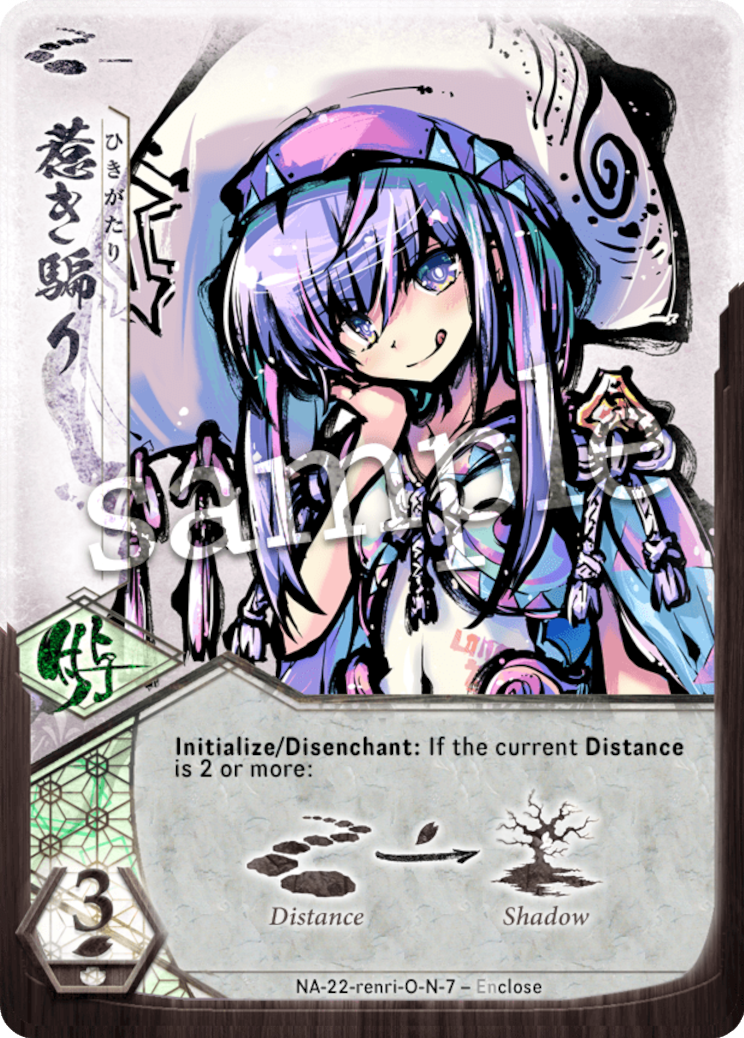 惹き騙り
ひきがたり
sample
Initialize/Disenchant: If the current Distance
is 2 or more:
Distance
Shadow
3
NA-22-renri-O-N-7 – Enclose